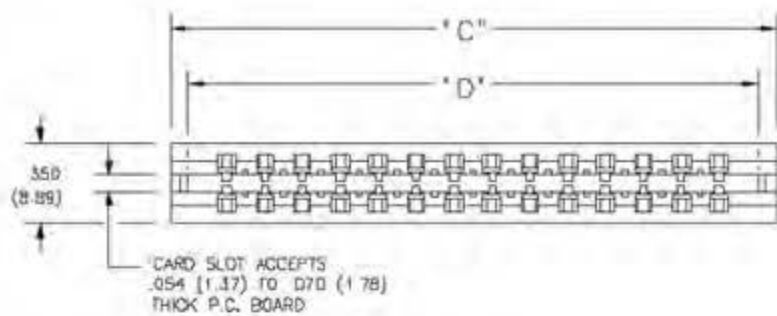 "C"
"D"
.350
(8.89)
CARD SLOT ACCEPTS
.054 (1.37) TO .070 (1.78)
THICK P.C. BOARD